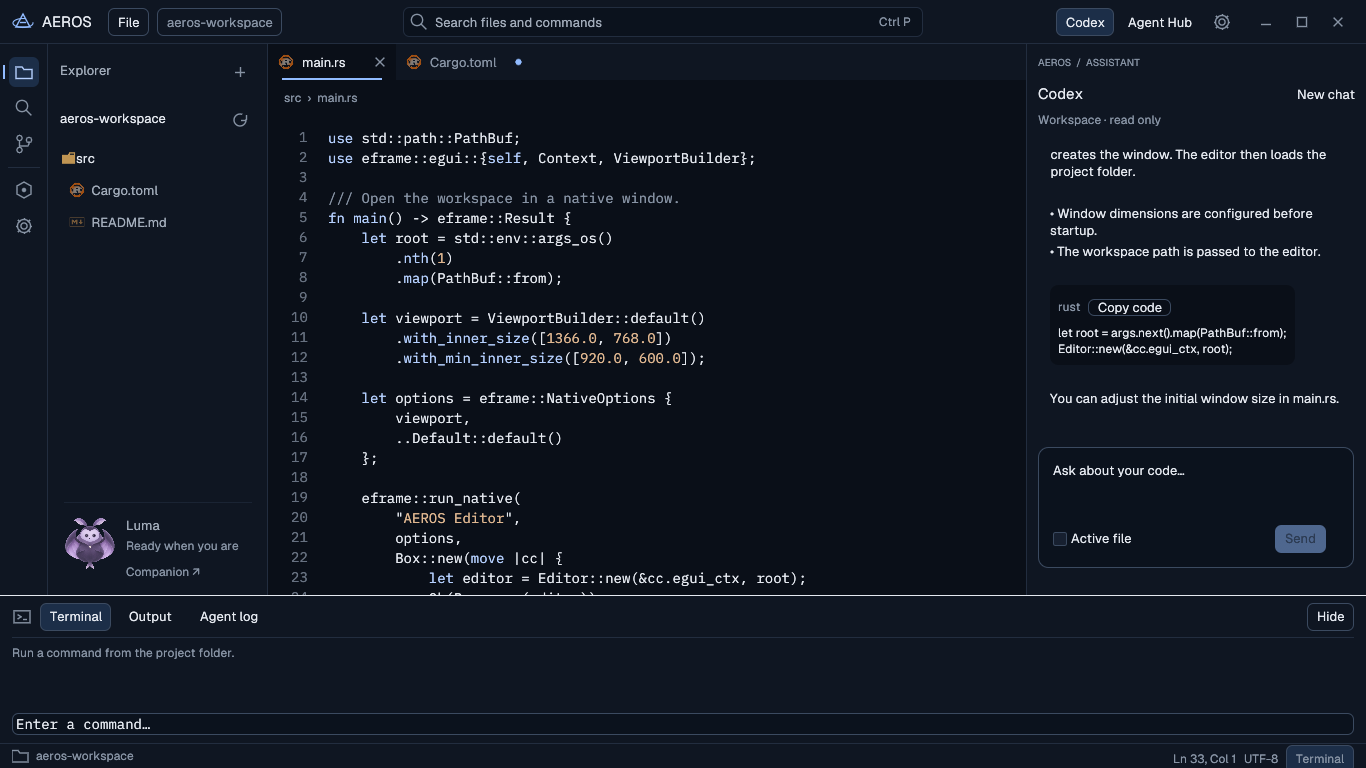 AEROS File aeros-workspace Search files and commands Ctrl P Codex Agent Hub
Explorer
aeros-workspace
src
Cargo.toml
README.md
Luma
Ready when you are
Companion ↗
main.rs Cargo.toml
src › main.rs
1 use std::path::PathBuf;
2 use eframe::egui::{self, Context, ViewportBuilder};
3
4 /// Open the workspace in a native window.
5 fn main() -> eframe::Result {
6     let root = std::env::args_os()
7         .nth(1)
8         .map(PathBuf::from);
9
10     let viewport = ViewportBuilder::default()
11         .with_inner_size([1366.0, 768.0])
12         .with_min_inner_size([920.0, 600.0]);
13
14     let options = eframe::NativeOptions {
15         viewport,
16         ..Default::default()
17     };
18
19     eframe::run_native(
20         "AEROS Editor",
21         options,
22         Box::new(move |cc| {
23             let editor = Editor::new(&cc.egui_ctx, root);
AEROS / ASSISTANT
Codex New chat
Workspace · read only
creates the window. The editor then loads the
project folder.
• Window dimensions are configured before
startup.
• The workspace path is passed to the editor.
rust Copy code
let root = args.next().map(PathBuf::from);
Editor::new(&cc.egui_ctx, root);
You can adjust the initial window size in main.rs.
Ask about your code…
Active file Send
Terminal Output Agent log Hide
Run a command from the project folder.
Enter a command…
aeros-workspace Ln 33, Col 1 UTF-8 Terminal